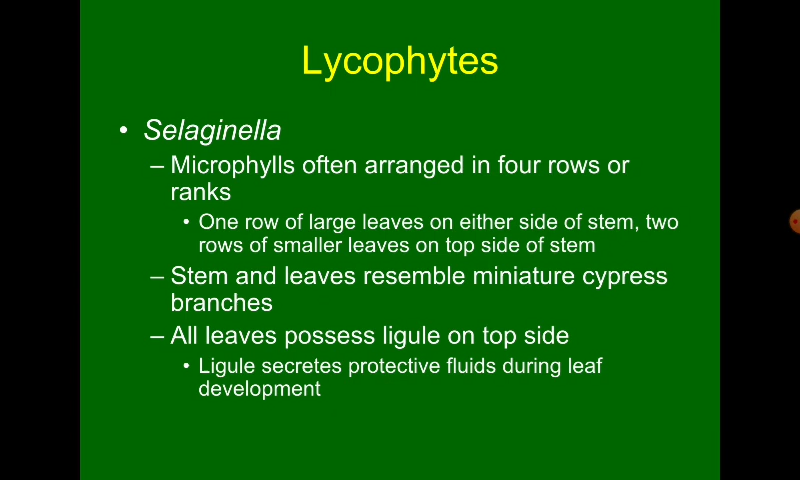 Lycophytes
• Selaginella
– Microphylls often arranged in four rows or
ranks
• One row of large leaves on either side of stem, two
rows of smaller leaves on top side of stem
– Stem and leaves resemble miniature cypress
branches
– All leaves possess ligule on top side
• Ligule secretes protective fluids during leaf
development